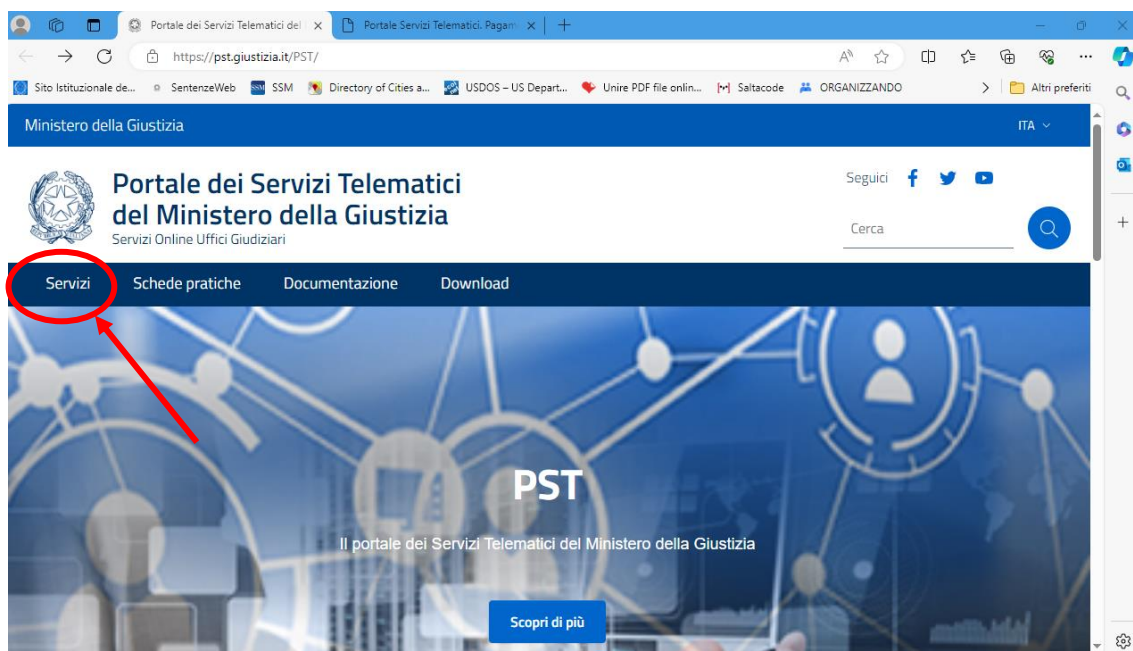 Portale dei Servizi Telematici del
Portale Servizi Telematici. Pagam
https://pst.giustizia.it/PST/
Sito Istituzionale de...
SentenzeWeb
SSM
SSM
Directory of Cities a...
USDOS – US Depart...
Unire PDF file onlin...
Saltacode
ORGANIZZANDO
Altri preferiti
Ministero della Giustizia
ITA
Portale dei Servizi Telematici
del Ministero della Giustizia
Servizi Online Uffici Giudiziari
Seguici
Cerca
Servizi
Schede pratiche
Documentazione
Download
PST
Il portale dei Servizi Telematici del Ministero della Giustizia
Scopri di più